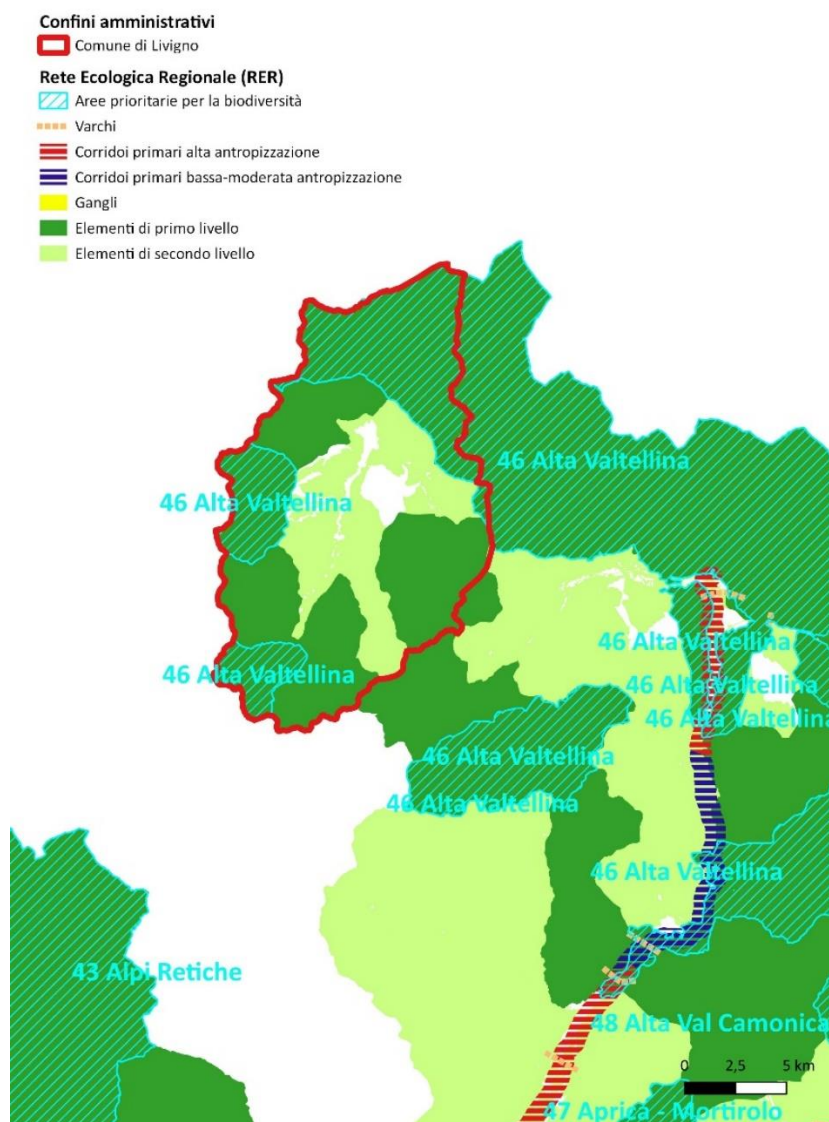 Confini amministrativi
Comune di Livigno
Rete Ecologica Regionale (RER)
Aree prioritarie per la biodiversità
Varchi
Corridoi primari alta antropizzazione
Corridoi primari bassa-moderata antropizzazione
Gangli
Elementi di primo livello
Elementi di secondo livello
46 Alta Valtellina
46 Alta Valtellina
46 Alta Valtellina
46 Alta Valtellina
46 Alta Valtellina
46 Alta Valtellina
46 Alta Valtellina
46 Alta Valtellina
46 Alta Valtellina
43 Alpi Retiche
48 Alta Val Camonica
0 2,5 5 km
47 Aprica - Mortirolo